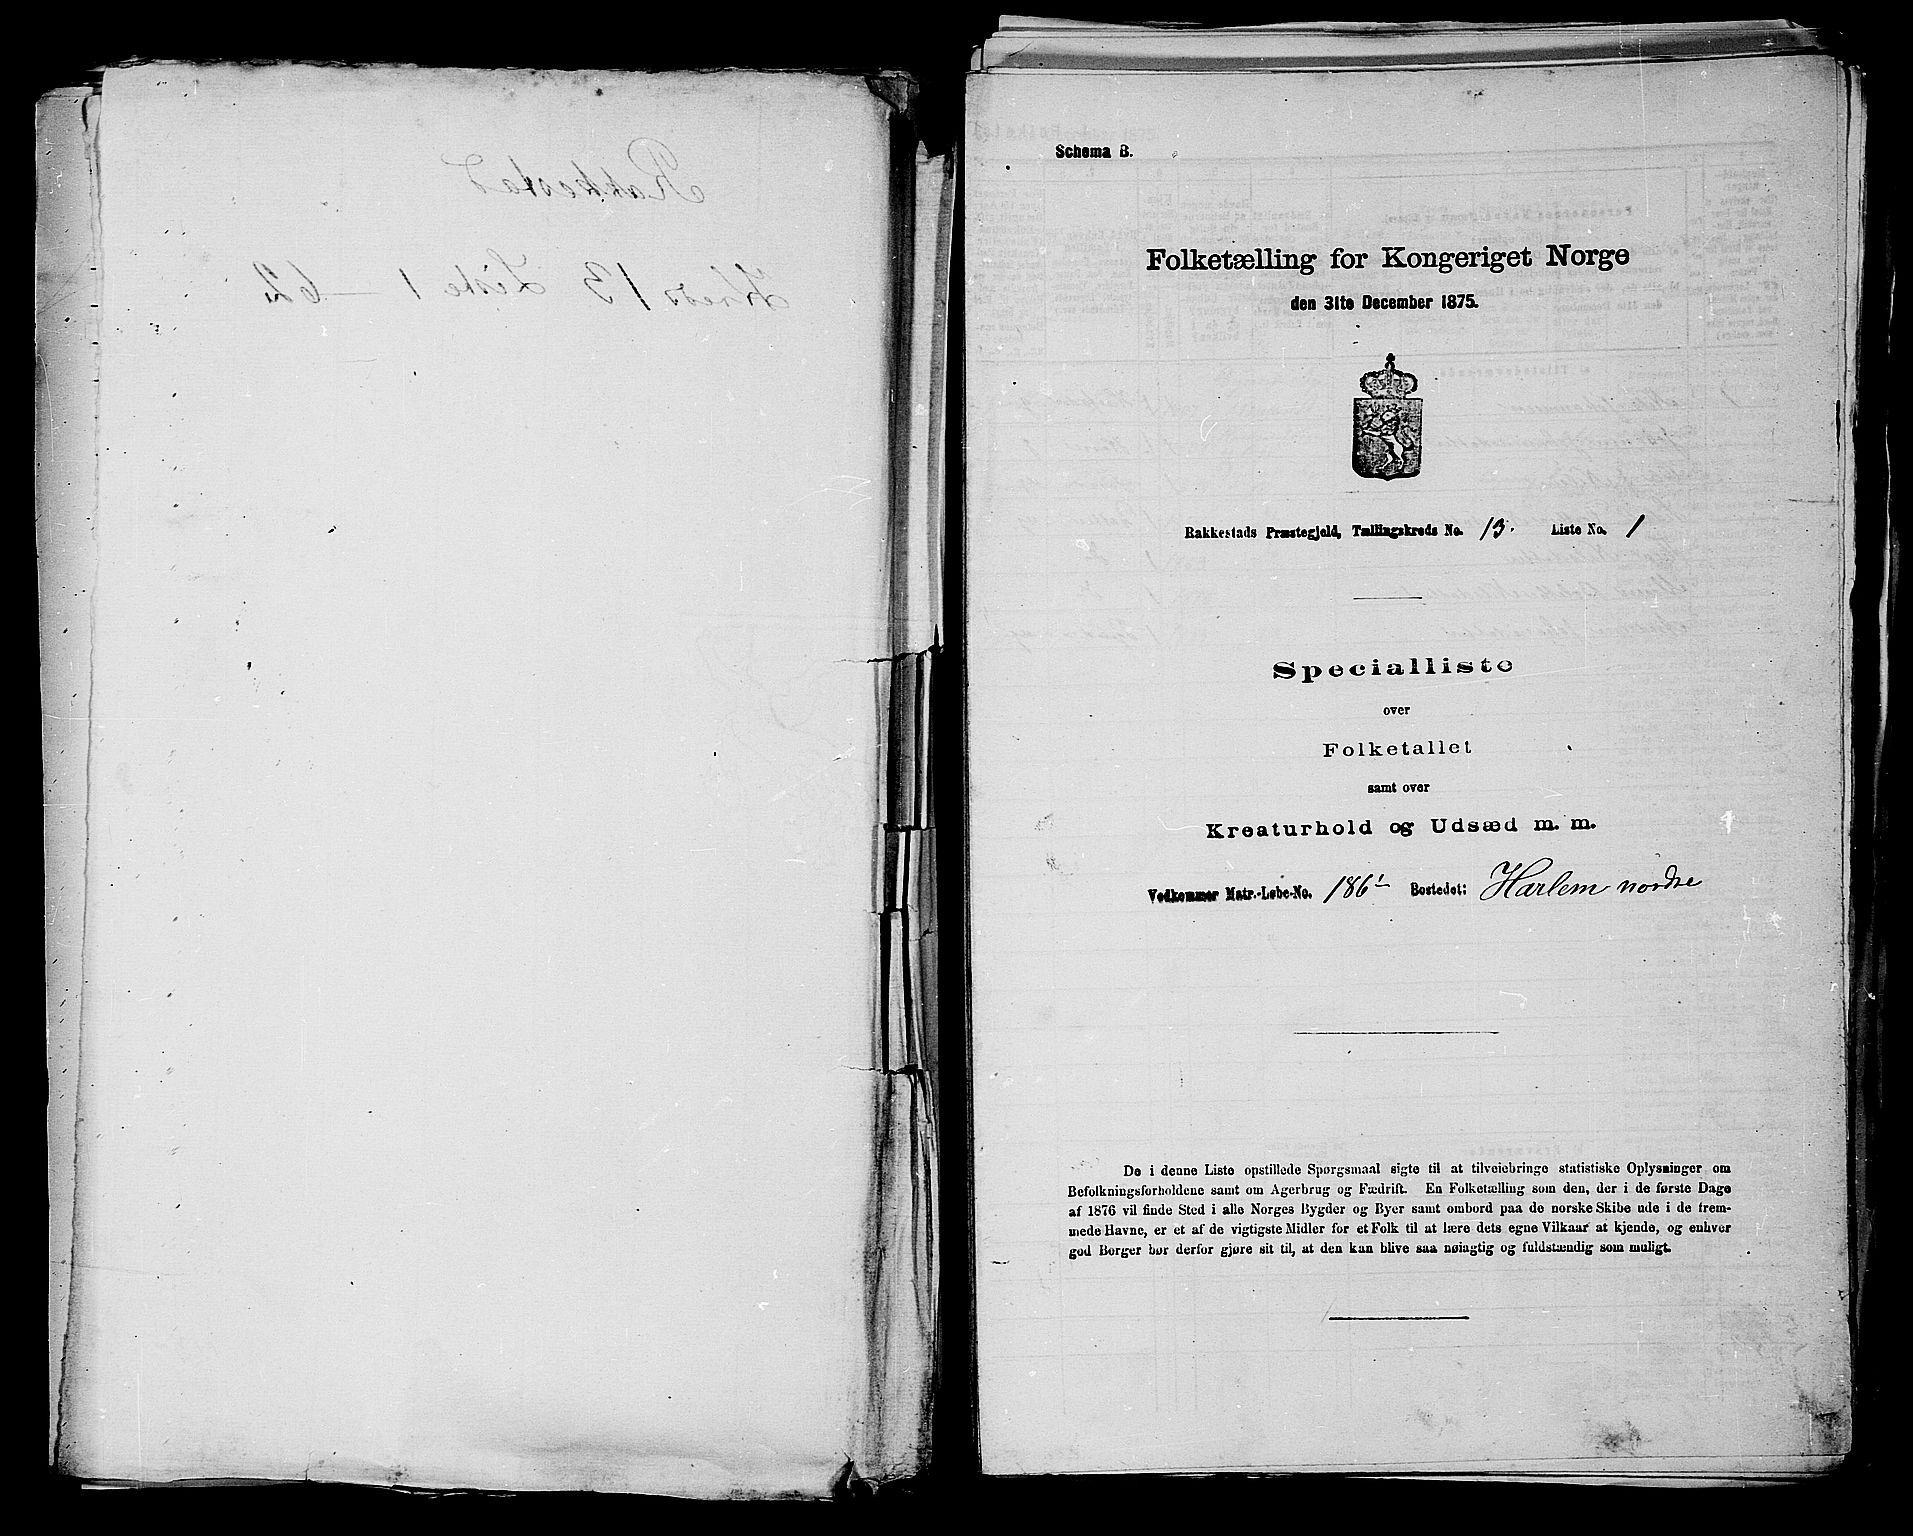 Rakkestad
Kreds 13 Liste 1 — 62
Schema B.
Folketælling for Kongeriget Norge
den 31te December 1875.
Rakkestads Præstegjeld, Tællingskreds No. 13. Liste No. 1
Specialliste
over
Folketallet
samt over
Kreaturhold og Udsæd m. m.
Vedkommer Matr.-Løbe-No. 186 1 Bostedet: Harlem nordre
De i denne Liste opstillede Spørgsmaal sigte til at tilveiebringe statistiske Oplysninger om
Befolkningsforholdene samt om Agerbrug og Fædrift. En Folketælling som den, der i de første Dage
af 1876 vil finde Sted i alle Norges Bygder og Byer samt ombord paa de norske Skibe ude i de frem-
mede Havne, er et af de vigtigste Midler for et Folk til at lære dets egne Vilkaar at kjende, og enhver
god Borger bør derfor gjøre sit til, at den kan blive saa nøiagtig og fuldstændig som muligt.